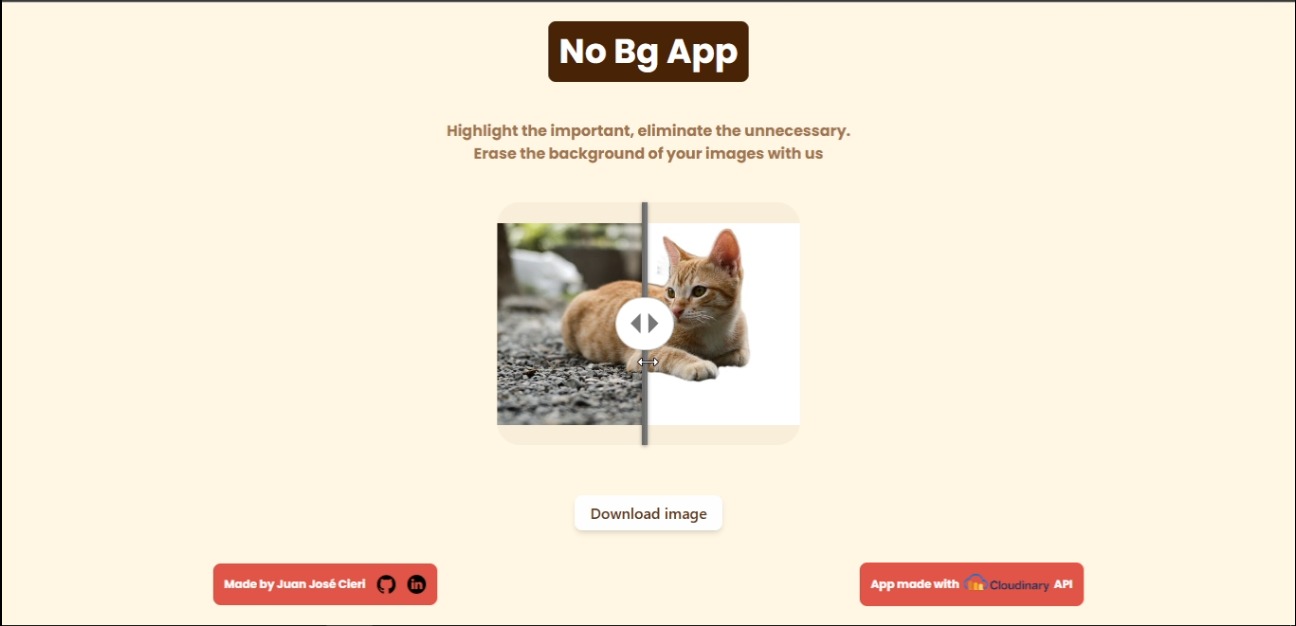 No Bg App
Highlight the important, eliminate the unnecessary.
Erase the background of your images with us
Download image
Made by Juan José Cleri
App made with Cloudinary API